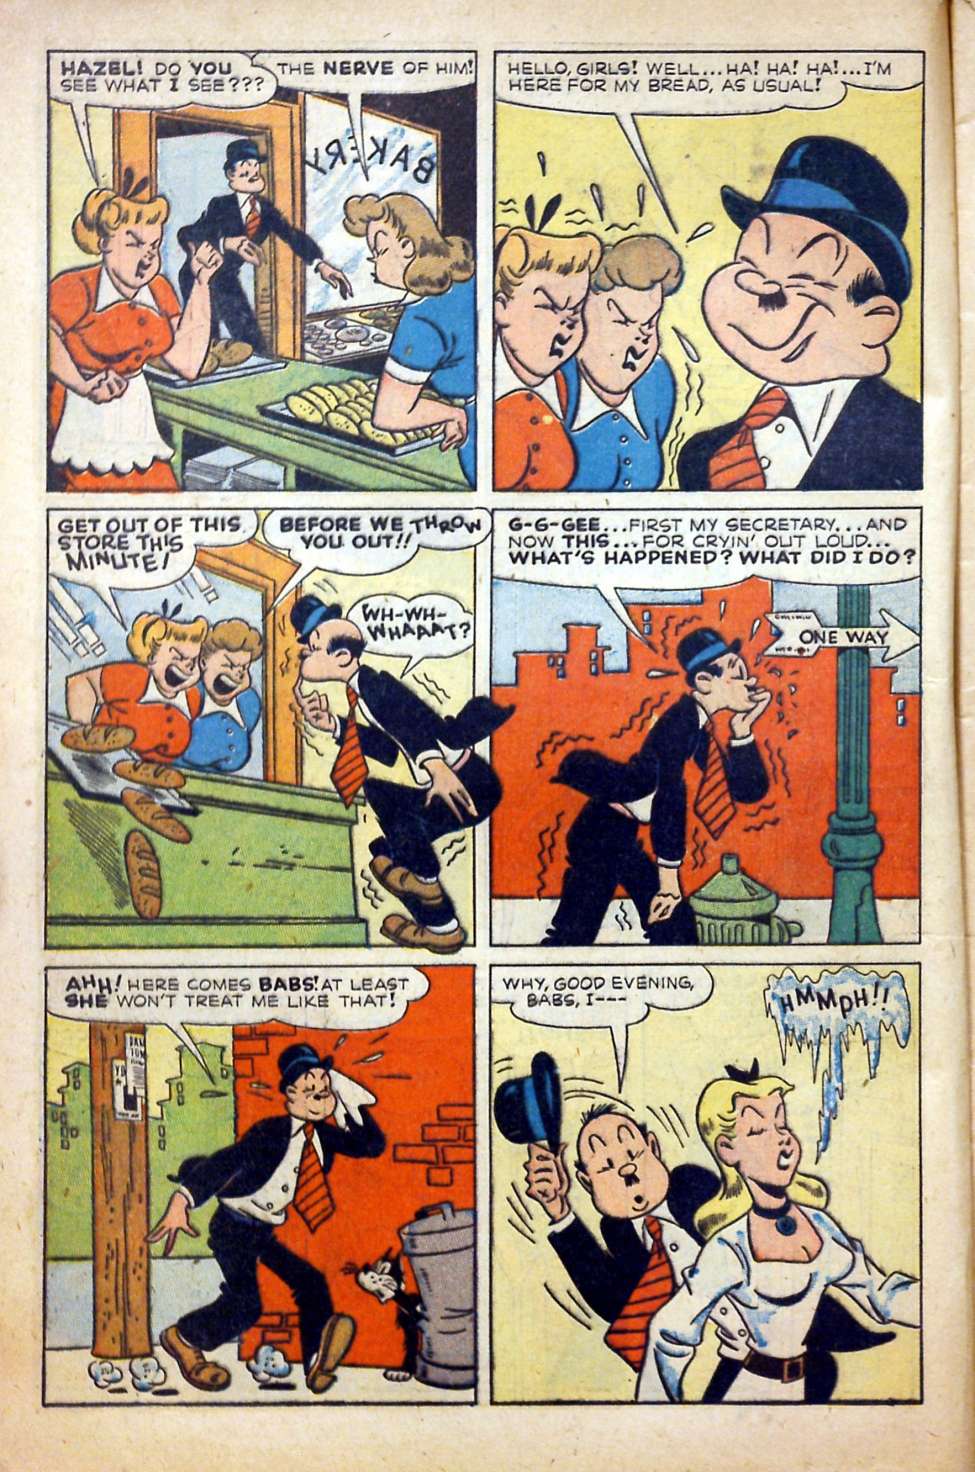 HAZEL! DO YOU
SEE WHAT I SEE???
THE NERVE OF HIM!
BAKERY
HELLO, GIRLS! WELL...HA! HA! HA!...I'M
HERE FOR MY BREAD, AS USUAL!
GET OUT OF THIS
STORE THIS
MINUTE!
BEFORE WE THROW
YOU OUT!!
WH-WH-
WHAAAT?
G-G-GEE...FIRST MY SECRETARY...AND
NOW THIS...FOR CRYIN' OUT LOUD...
WHAT'S HAPPENED? WHAT DID I DO?
ONE WAY
AHH! HERE COMES BABS! AT LEAST
SHE WON'T TREAT ME LIKE THAT!
WHY, GOOD EVENING,
BABS, I---
HMMPH!!